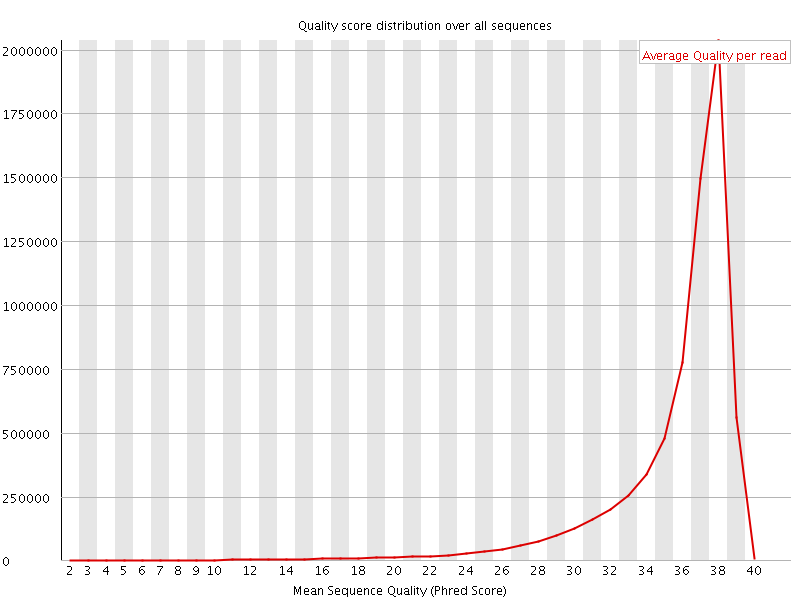 Quality score distribution over all sequences
Average Quality per read
2000000
1750000
1500000
1250000
1000000
750000
500000
250000
0
2 3 4 5 6 7 8 9 10 12 14 16 18 20 22 24 26 28 30 32 34 36 38 40
Mean Sequence Quality (Phred Score)